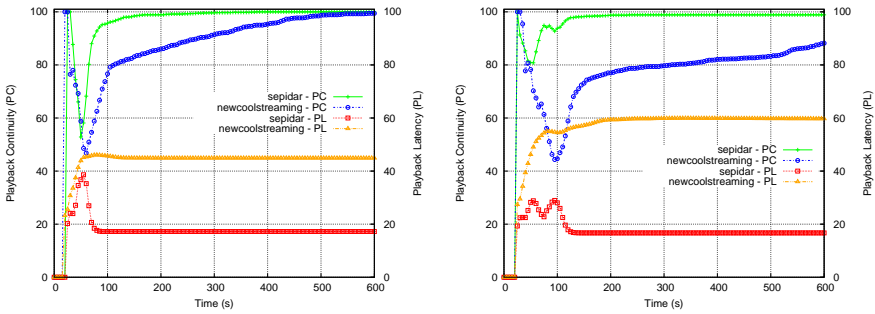 100
80
60
40
20
0
0
100
200
300
400
500
600
100
80
60
40
20
0
Playback Continuity (PC)
Playback Latency (PL)
Time (s)
sepidar - PC
newcoolstreaming - PC
sepidar - PL
newcoolstreaming - PL
100
80
60
40
20
0
0
100
200
300
400
500
600
100
80
60
40
20
0
Playback Continuity (PC)
Playback Latency (PL)
Time (s)
sepidar - PC
newcoolstreaming - PC
sepidar - PL
newcoolstreaming - PL